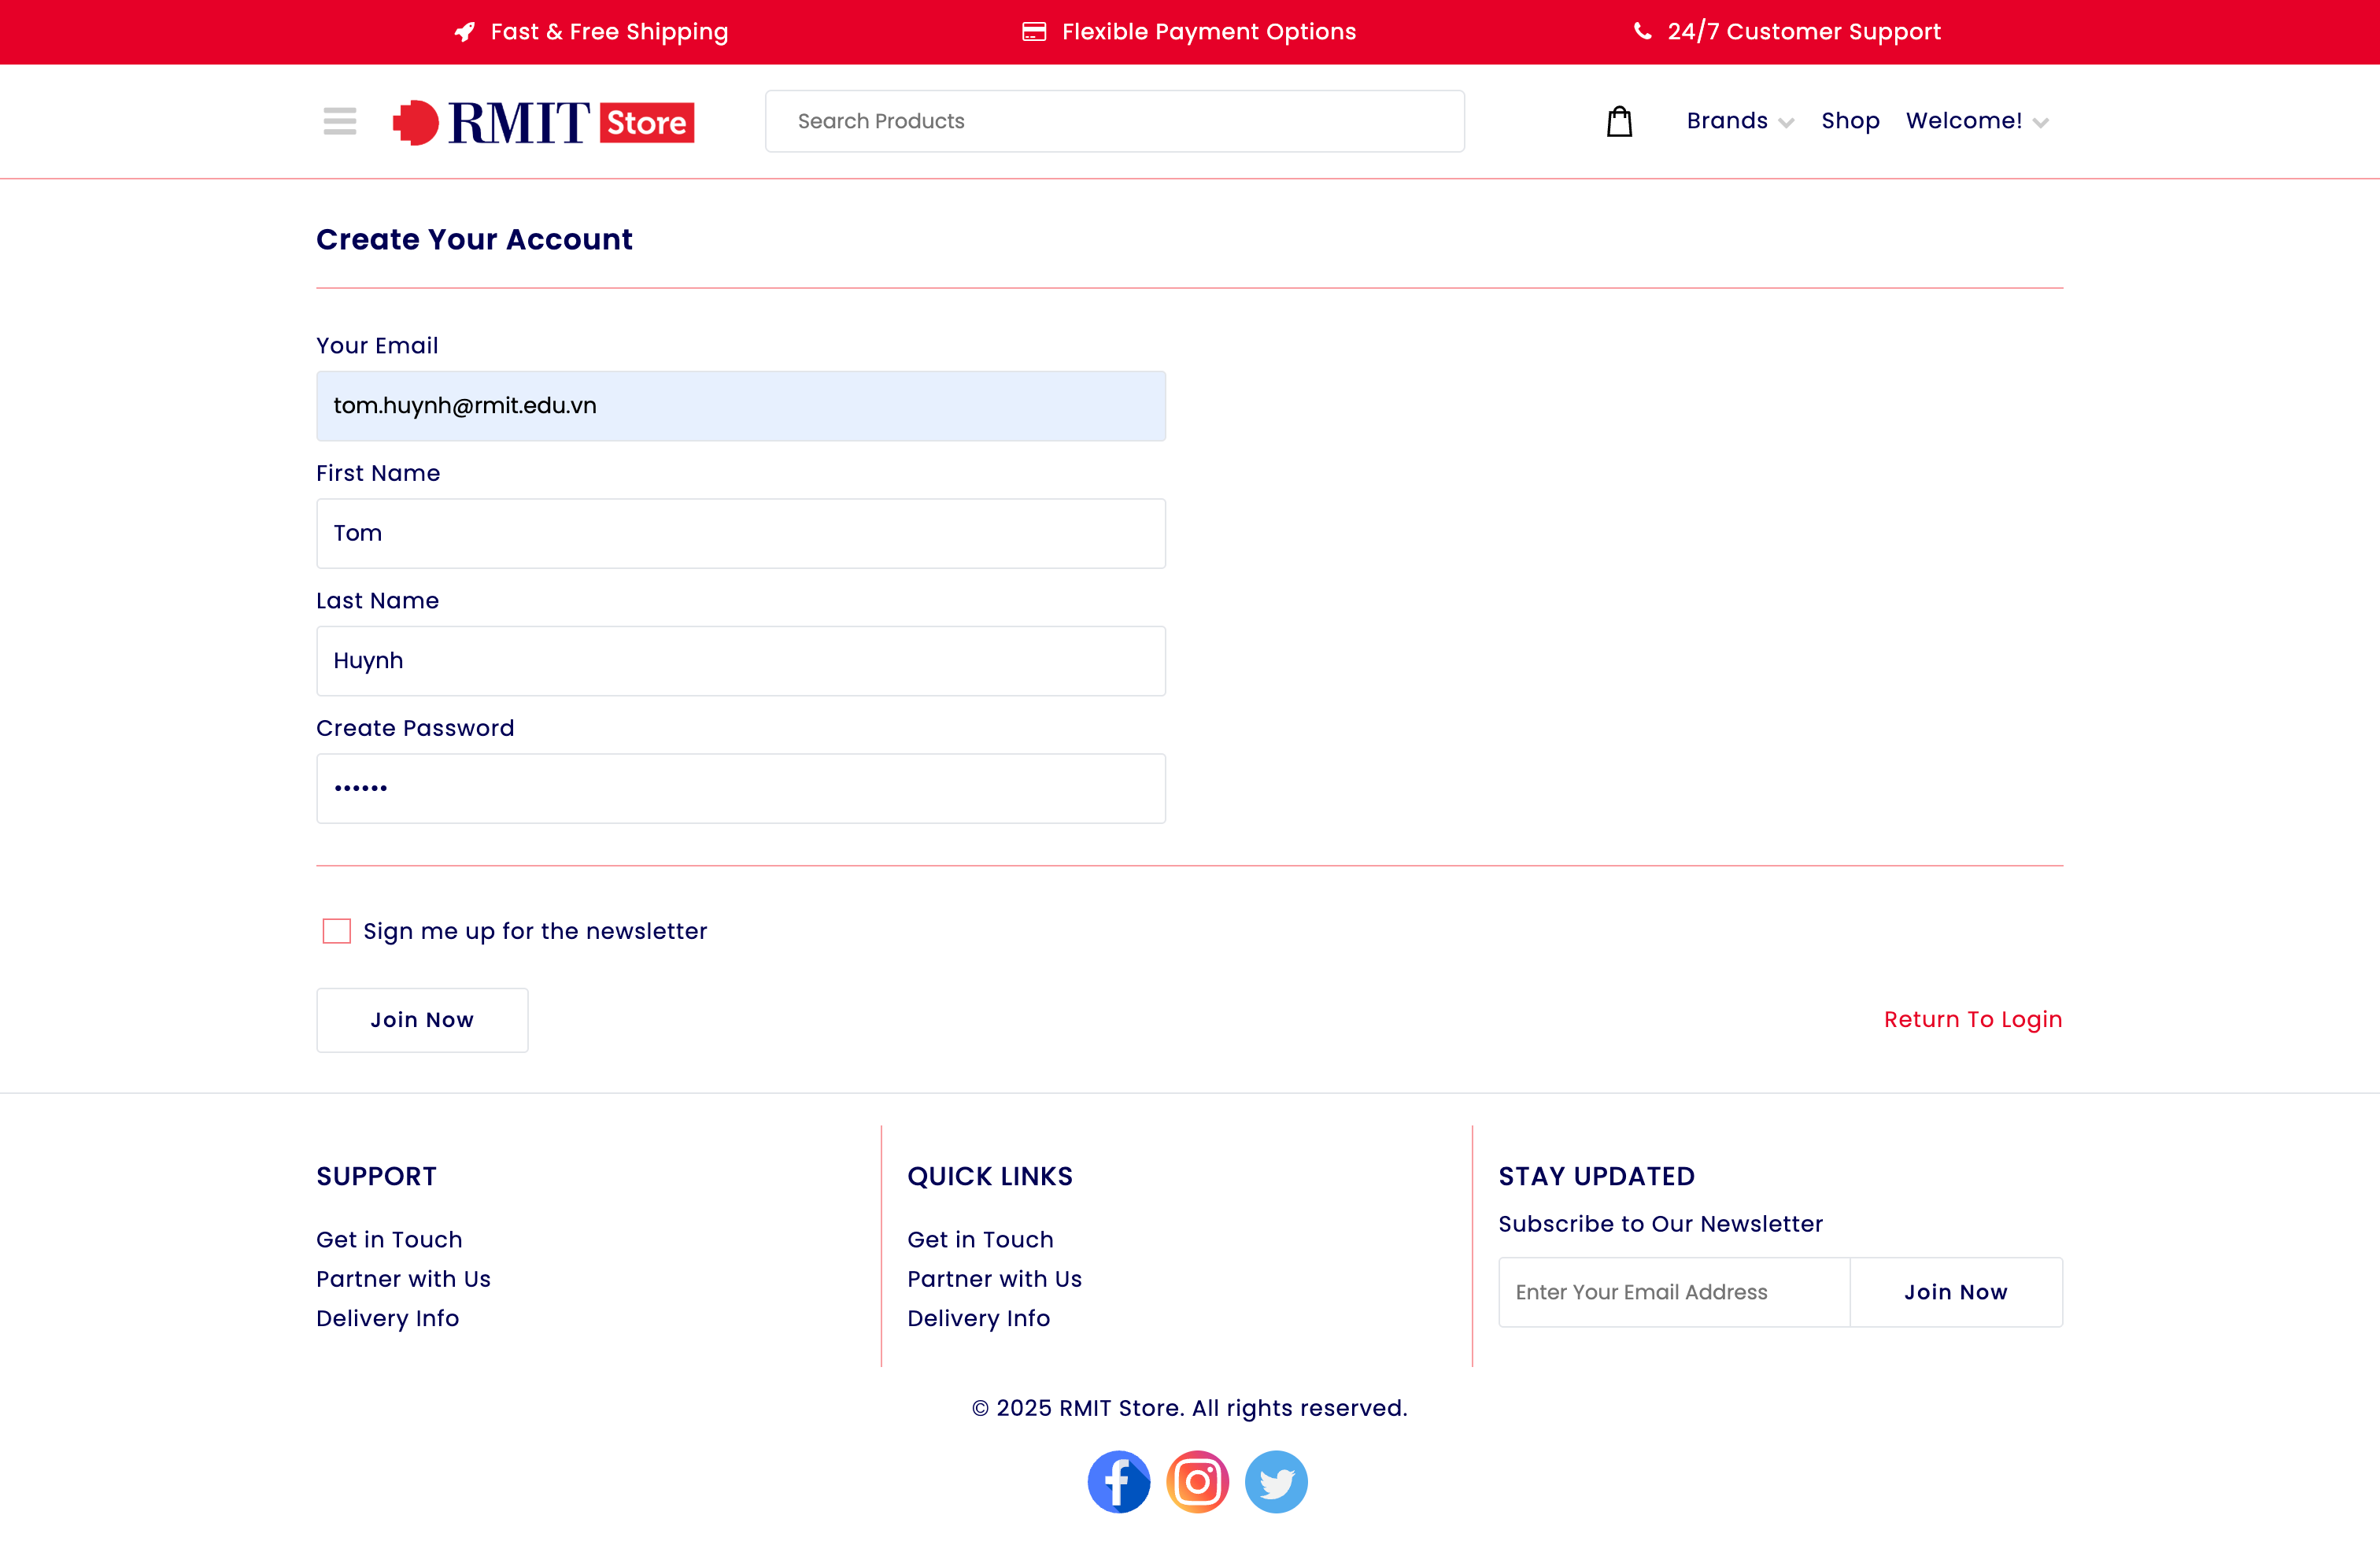 Fast & Free Shipping
Flexible Payment Options
24/7 Customer Support
RMIT Store
Search Products
Brands
Shop
Welcome!
Create Your Account
Your Email
tom.huynh@rmit.edu.vn
First Name
Tom
Last Name
Huynh
Create Password
••••••
Sign me up for the newsletter
Join Now
Return To Login
SUPPORT
Get in Touch
Partner with Us
Delivery Info
QUICK LINKS
Get in Touch
Partner with Us
Delivery Info
STAY UPDATED
Subscribe to Our Newsletter
Enter Your Email Address
Join Now
© 2025 RMIT Store. All rights reserved.